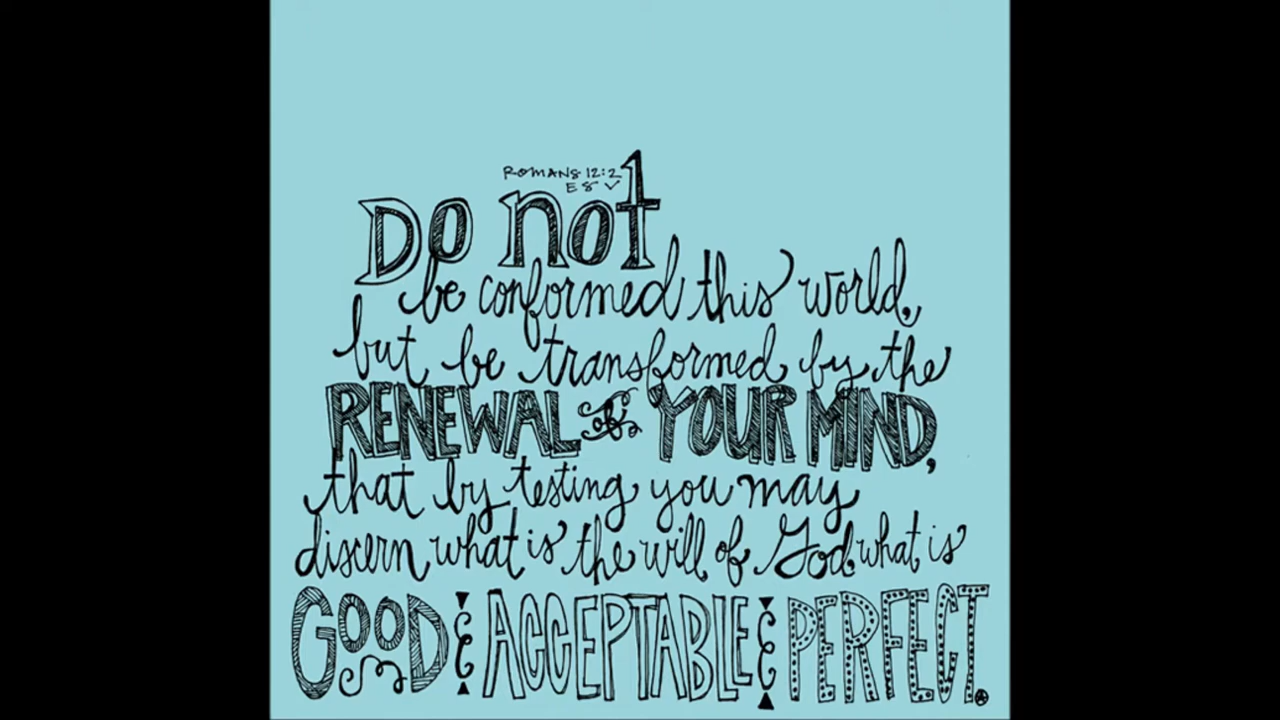 ROMANS 12:2
ESV
Do not
be conformed this world,
but be transformed by the
RENEWAL of YOUR MIND,
that by testing you may
discern what is the will of God, what is
GOOD & ACCEPTABLE & PERFECT.